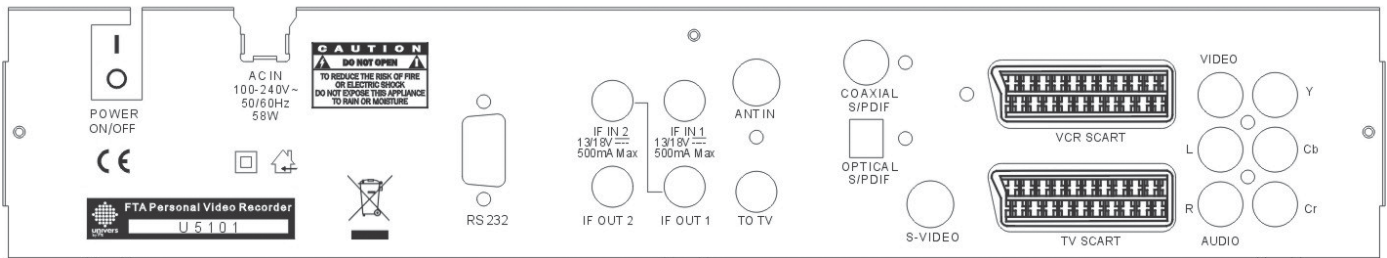 I
O
POWER
ON/OFF
CE
AC IN
100-240V~
50/60Hz
58W
CAUTION
DO NOT OPEN
TO REDUCE THE RISK OF FIRE
OR ELECTRIC SHOCK
DO NOT EXPOSE THIS APPLIANCE
TO RAIN OR MOISTURE
univers
FTA Personal Video Recorder
U5101
RS 232
IF IN 2
13/18V
500mA Max
IF OUT 2
IF IN 1
13/18V
500mA Max
IF OUT 1
ANT IN
TO TV
COAXIAL
S/PDIF
OPTICAL
S/PDIF
S-VIDEO
VCR SCART
TV SCART
VIDEO
Y
L
Cb
R
Cr
AUDIO